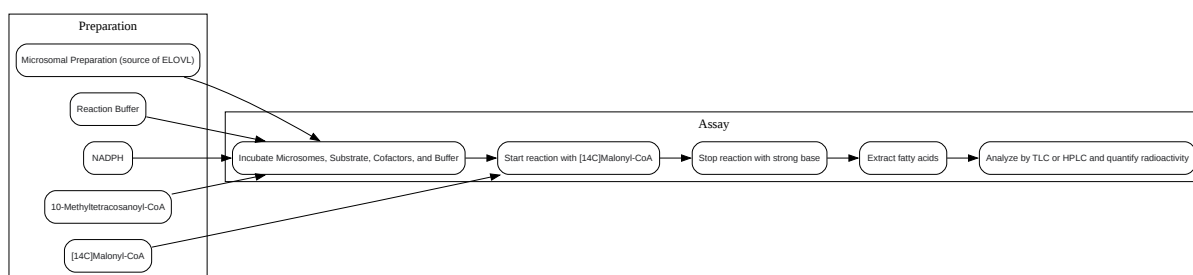 Preparation
Microsomal Preparation (source of ELOVL)
Reaction Buffer
NADPH
10-Methyltetracosanoyl-CoA
[14C]Malonyl-CoA
Assay
Incubate Microsomes, Substrate, Cofactors, and Buffer
Start reaction with [14C]Malonyl-CoA
Stop reaction with strong base
Extract fatty acids
Analyze by TLC or HPLC and quantify radioactivity